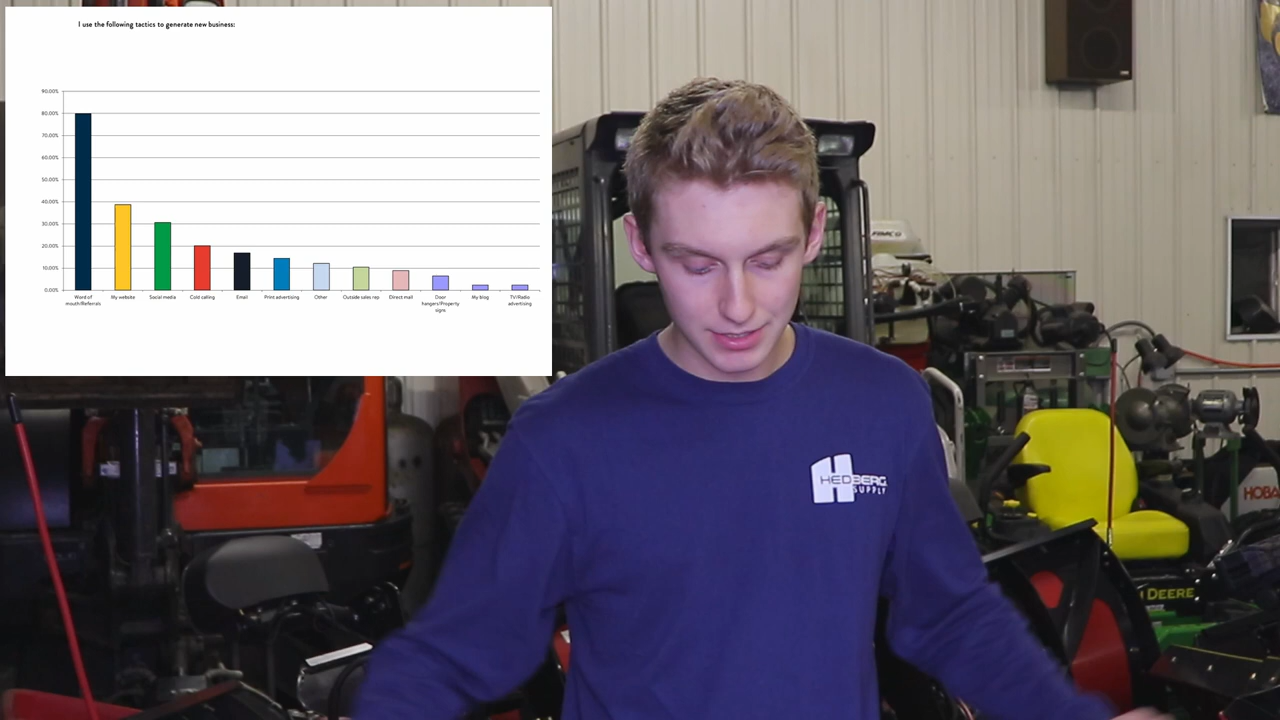 I use the following tactics to generate new business:
90.00%
80.00%
70.00%
60.00%
50.00%
40.00%
30.00%
20.00%
10.00%
0.00%
Word of mouth/Referrals
My website
Social media
Cold calling
Email
Print advertising
Other
Outside sales rep
Direct mail
Door hangers/Property signs
My blog
TV/Radio advertising
HEDBERG
SUPPLY
HOBA
DEERE